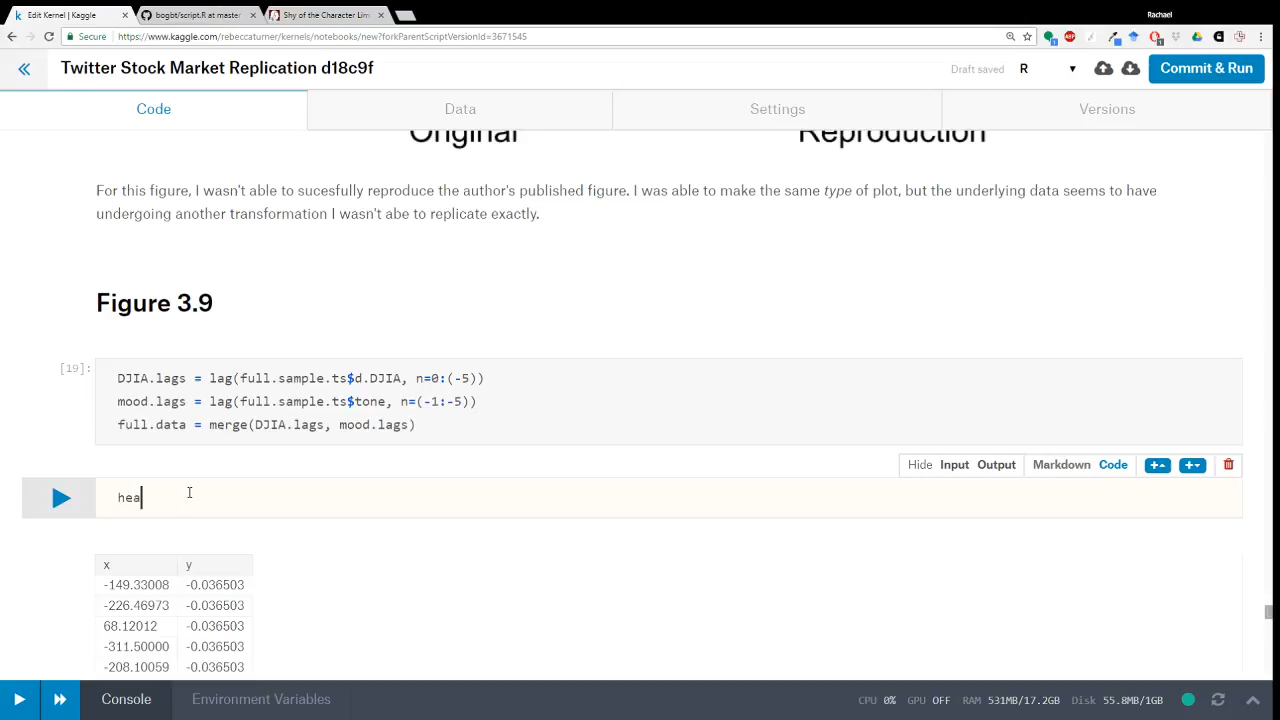 Edit Kernel | Kaggle
bogbt/script.R at master
Shy of the Character Lim
Rachael
Secure
https://www.kaggle.com/rebeccaturner/kernels/notebooks/new?forkParentScriptVersionId=3671545
Twitter Stock Market Replication d18c9f
Draft saved
R
Commit & Run
Code
Data
Settings
Versions
Original
Reproduction
For this figure, I wasn't able to sucesfully reproduce the author's published figure. I was able to make the same type of plot, but the underlying data seems to have
undergoing another transformation I wasn't abe to replicate exactly.
Figure 3.9
[19]:
DJIA.lags = lag(full.sample.ts$d.DJIA, n=0:(-5))
mood.lags = lag(full.sample.ts$tone, n=(-1:-5))
full.data = merge(DJIA.lags, mood.lags)
Hide Input Output Markdown Code
hea
x y
-149.33008 -0.036503
-226.46973 -0.036503
68.12012 -0.036503
-311.50000 -0.036503
-208.10059 -0.036503
Console
Environment Variables
CPU 0% GPU OFF RAM 531MB/17.2GB Disk 55.8MB/1GB